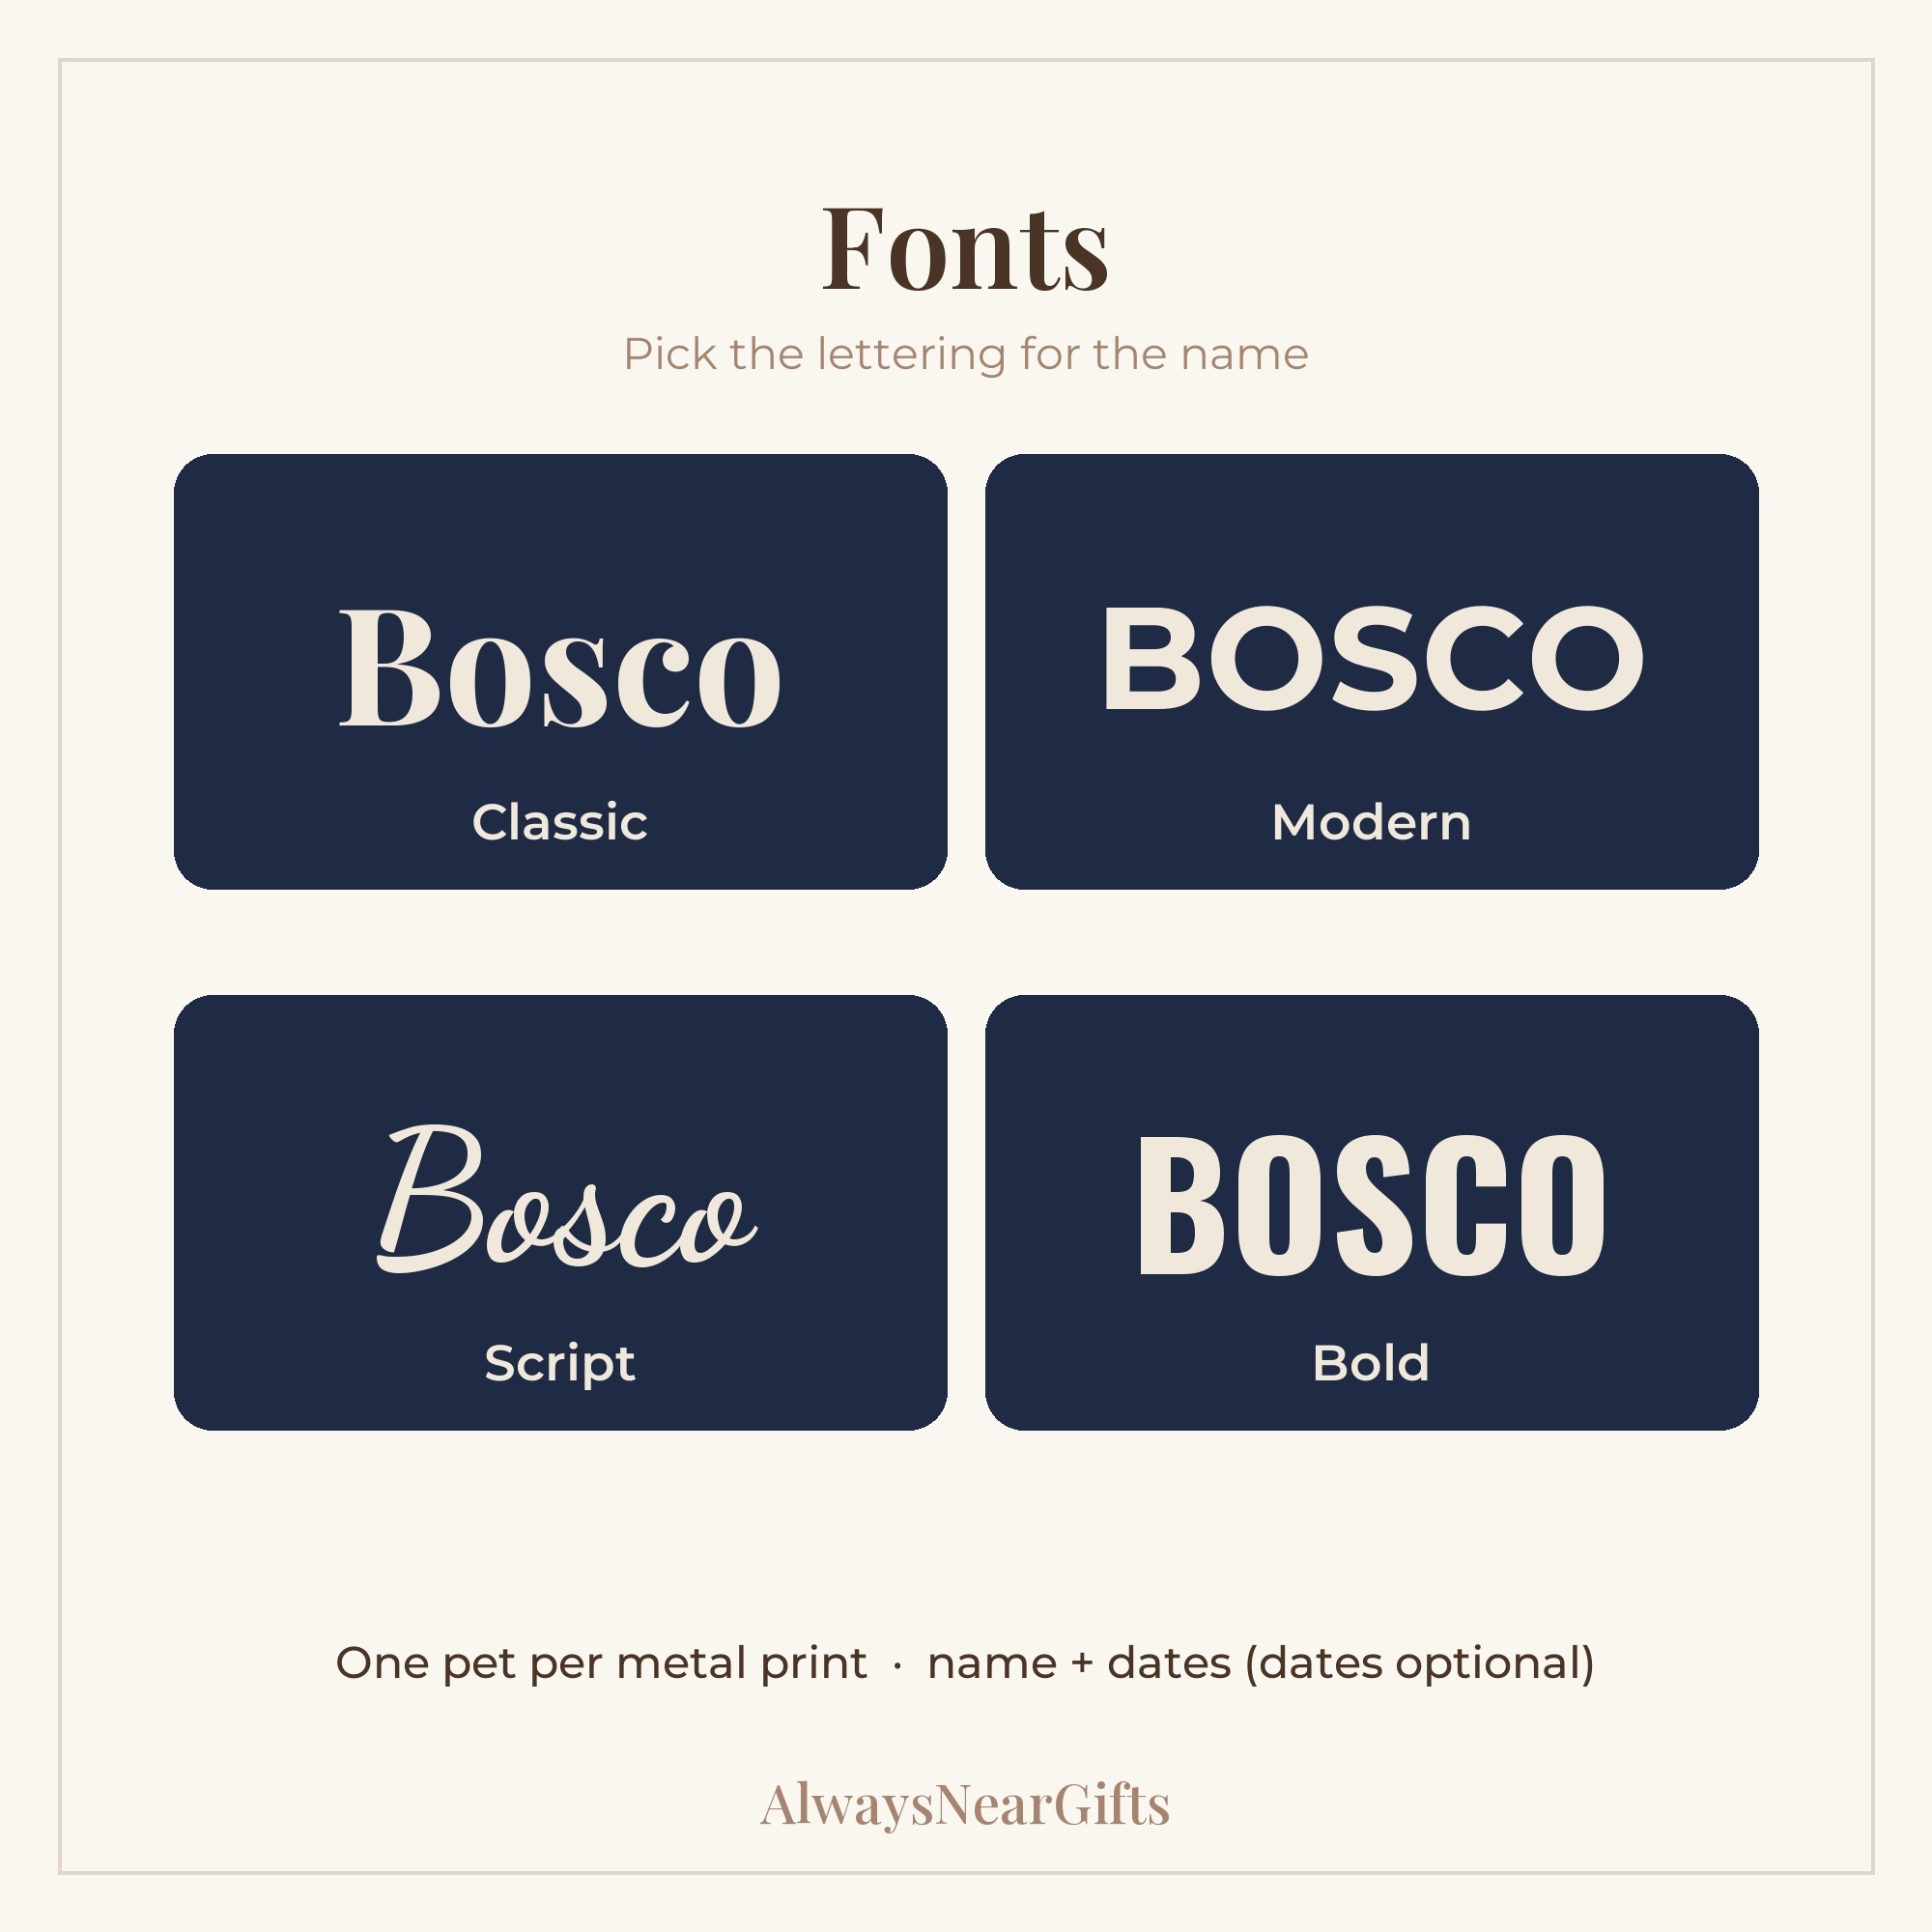 Fonts
Pick the lettering for the name
Bosco
Classic
BOSCO
Modern
Bosco
Script
BOSCO
Bold
One pet per metal print · name + dates (dates optional)
AlwaysNearGifts